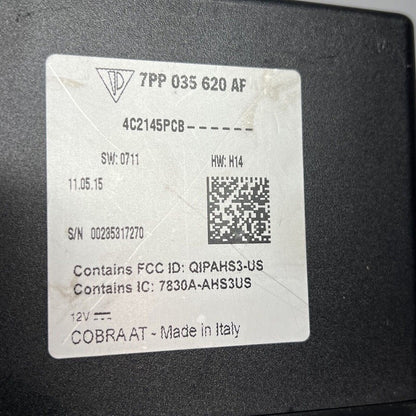 7PP 035 620 AF
4C2145PCB------
SW: 0711 HW: H14
11.05.15
S/N 00235317270
Contains FCC ID: QIPAHS3-US
Contains IC: 7830A-AHS3US
12V
COBRA AT - Made in Italy